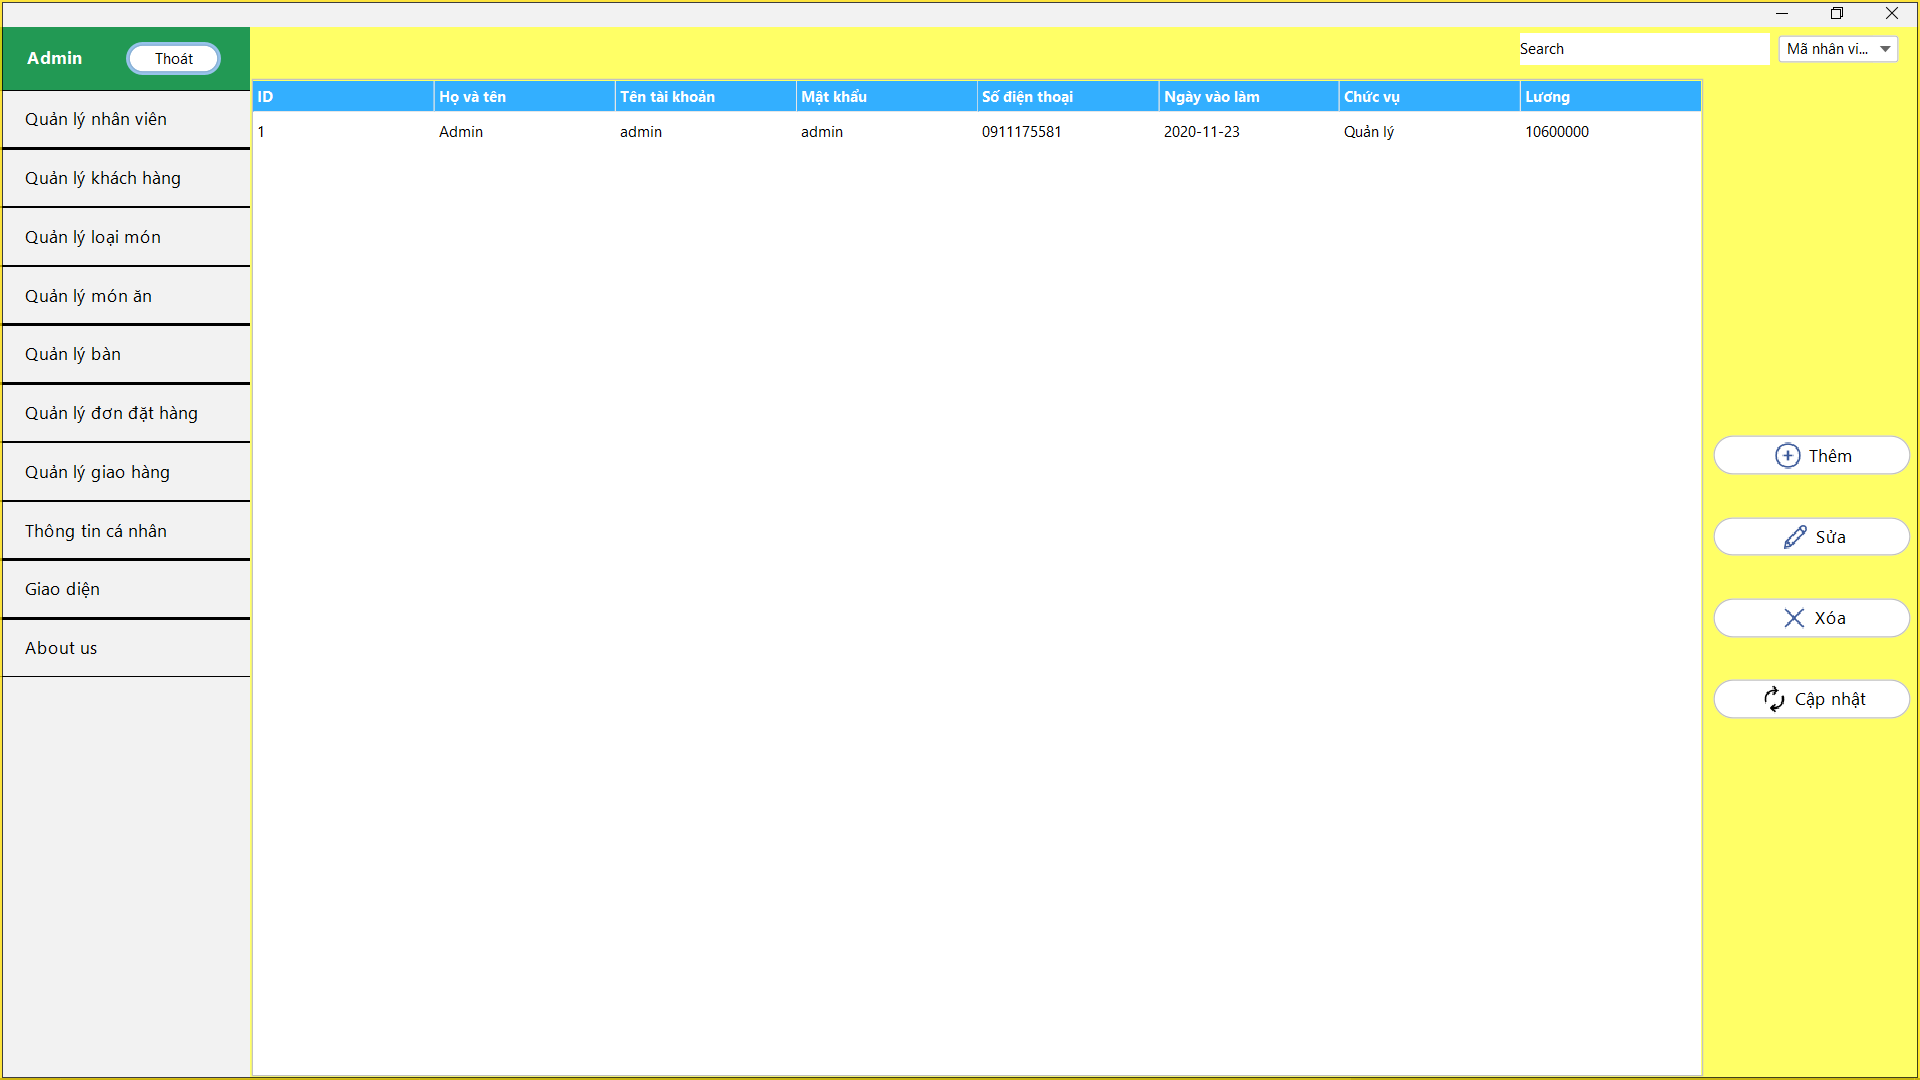 Admin Thoát
Search Mã nhân vi...
ID Họ và tên Tên tài khoản Mật khẩu Số điện thoại Ngày vào làm Chức vụ Lương
1 Admin admin admin 0911175581 2020-11-23 Quản lý 10600000
Quản lý nhân viên
Quản lý khách hàng
Quản lý loại món
Quản lý món ăn
Quản lý bàn
Quản lý đơn đặt hàng
Quản lý giao hàng
Thông tin cá nhân
Giao diện
About us
Thêm
Sửa
Xóa
Cập nhật